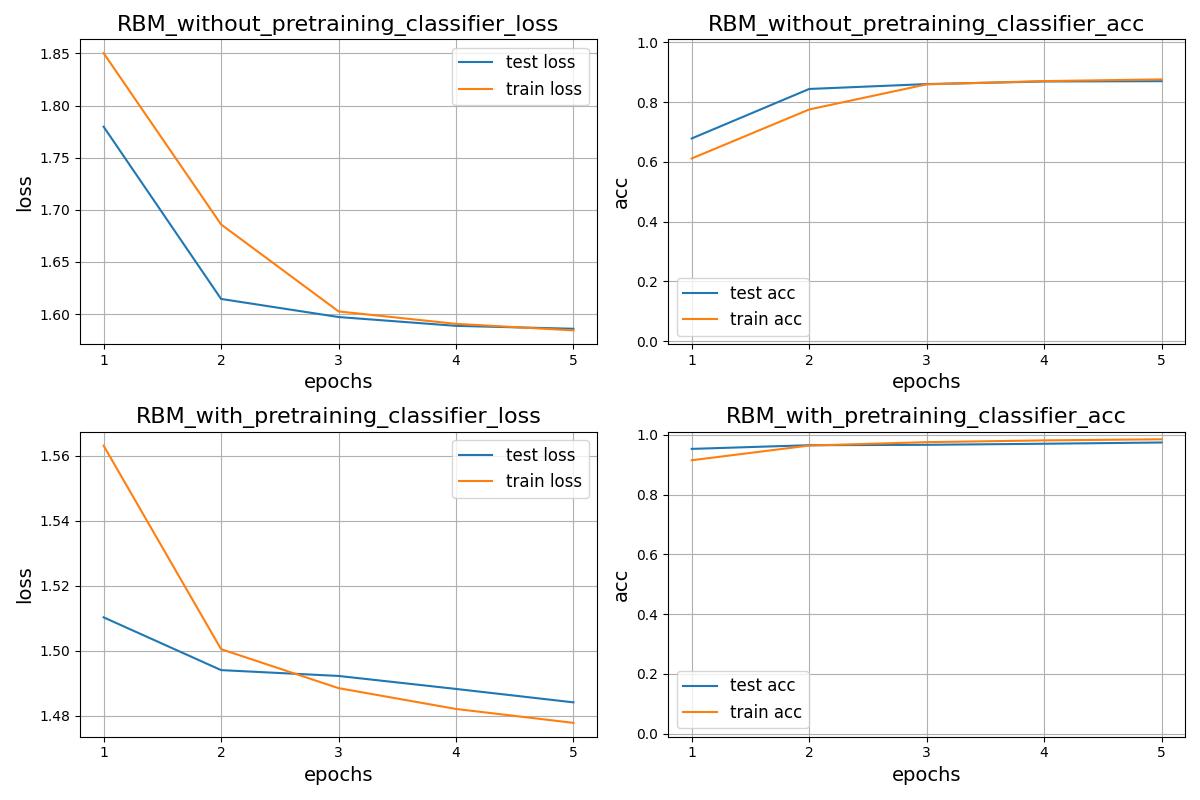 RBM_without_pretraining_classifier_loss
1.85
1.80
1.75
1.70
1.65
1.60
loss
test loss
train loss
1 2 3 4 5
epochs
RBM_without_pretraining_classifier_acc
1.0
0.8
0.6
0.4
0.2
0.0
acc
test acc
train acc
1 2 3 4 5
epochs
RBM_with_pretraining_classifier_loss
1.56
1.54
1.52
1.50
1.48
loss
test loss
train loss
1 2 3 4 5
epochs
RBM_with_pretraining_classifier_acc
1.0
0.8
0.6
0.4
0.2
0.0
acc
test acc
train acc
1 2 3 4 5
epochs